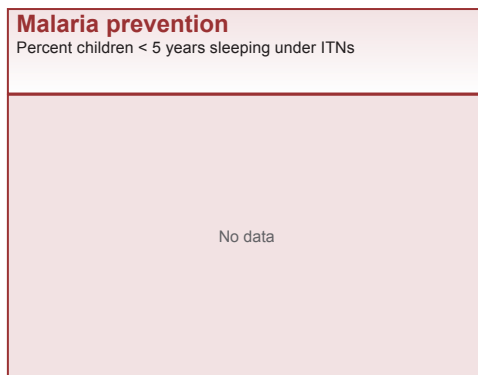 Malaria prevention
Percent children < 5 years sleeping under ITNs
No data